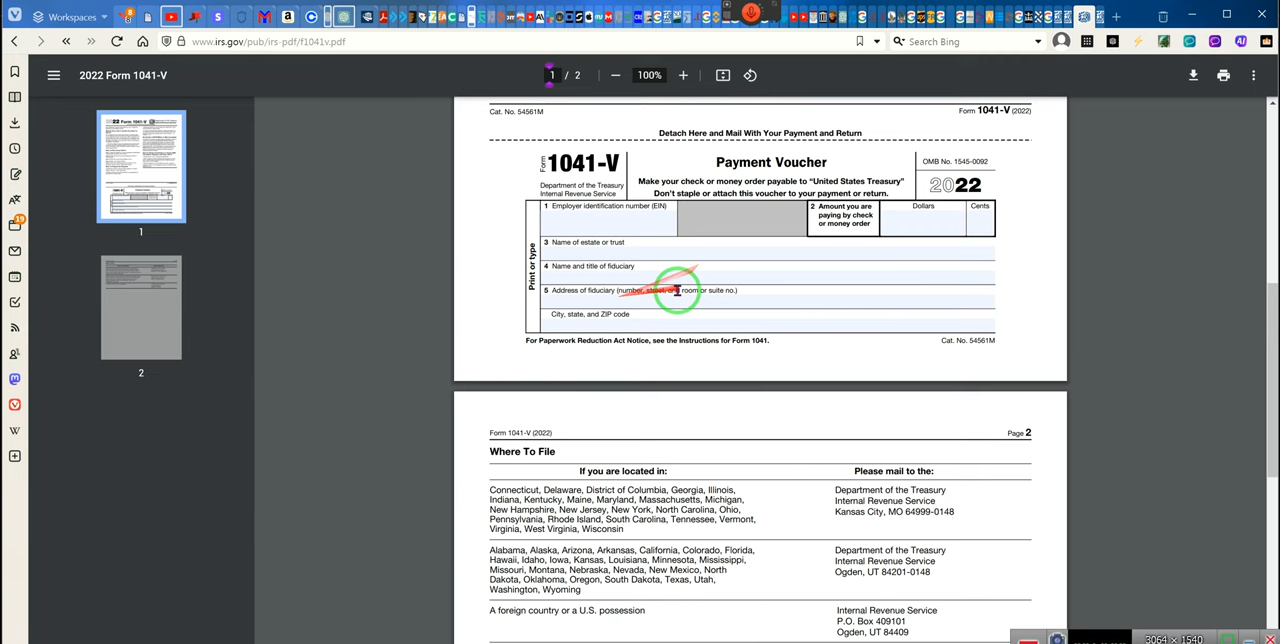 Workspaces
www.irs.gov/pub/irs-pdf/f1041v.pdf
Search Bing
2022 Form 1041-V
1 / 2
100%
1
2
Cat. No. 54561M
Form 1041-V (2022)
Detach Here and Mail With Your Payment and Return
Form 1041-V
Department of the Treasury
Internal Revenue Service
Payment Voucher
Make your check or money order payable to “United States Treasury”
Don't staple or attach this voucher to your payment or return.
OMB No. 1545-0092
2022
Print or type
1 Employer identification number (EIN)
2 Amount you are
paying by check
or money order
Dollars
Cents
3 Name of estate or trust
4 Name and title of fiduciary
5 Address of fiduciary (number, street, and room or suite no.)
City, state, and ZIP code
For Paperwork Reduction Act Notice, see the Instructions for Form 1041.
Cat. No. 54561M
Form 1041-V (2022)
Page 2
Where To File
If you are located in:
Please mail to the:
Connecticut, Delaware, District of Columbia, Georgia, Illinois,
Indiana, Kentucky, Maine, Maryland, Massachusetts, Michigan,
New Hampshire, New Jersey, New York, North Carolina, Ohio,
Pennsylvania, Rhode Island, South Carolina, Tennessee, Vermont,
Virginia, West Virginia, Wisconsin
Department of the Treasury
Internal Revenue Service
Kansas City, MO 64999-0148
Alabama, Alaska, Arizona, Arkansas, California, Colorado, Florida,
Hawaii, Idaho, Iowa, Kansas, Louisiana, Minnesota, Mississippi,
Missouri, Montana, Nebraska, Nevada, New Mexico, North
Dakota, Oklahoma, Oregon, South Dakota, Texas, Utah,
Washington, Wyoming
Department of the Treasury
Internal Revenue Service
Ogden, UT 84201-0148
A foreign country or a U.S. possession
Internal Revenue Service
P.O. Box 409101
Ogden, UT 84409
3064 × 1540